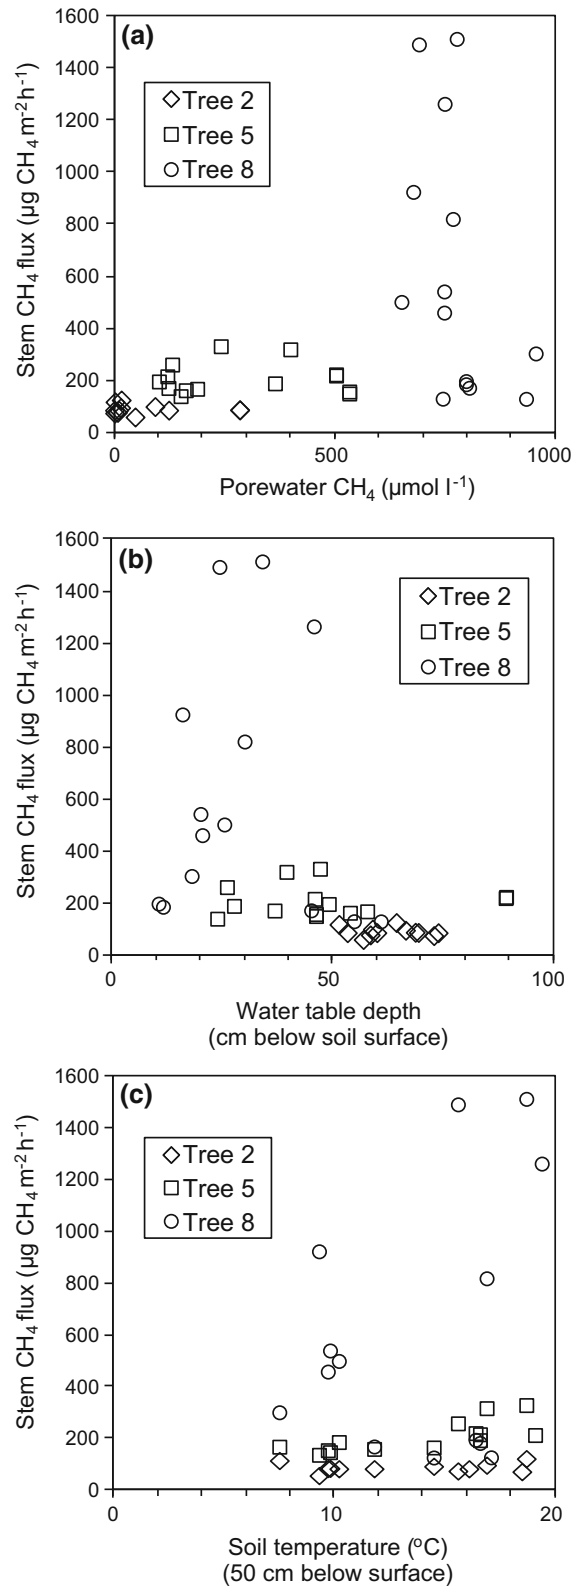 (a)
1600
1400
1200
1000
800
600
400
200
0
Stem CH₄ flux (µg CH₄ m⁻² h⁻¹)
Tree 2
Tree 5
Tree 8
0 500 1000
Porewater CH₄ (µmol l⁻¹)
(b)
1600
1400
1200
1000
800
600
400
200
0
Stem CH₄ flux (µg CH₄ m⁻² h⁻¹)
Tree 2
Tree 5
Tree 8
0 50 100
Water table depth
(cm below soil surface)
(c)
1600
1400
1200
1000
800
600
400
200
0
Stem CH₄ flux (µg CH₄ m⁻² h⁻¹)
Tree 2
Tree 5
Tree 8
0 10 20
Soil temperature (ºC)
(50 cm below surface)